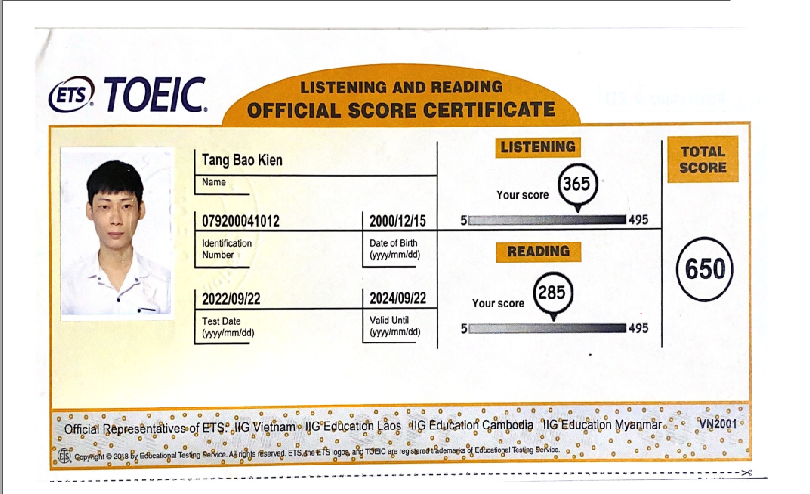 ETS TOEIC.
LISTENING AND READING
OFFICIAL SCORE CERTIFICATE
Tang Bao Kien
Name
079200041012
Identification
Number
2000/12/15
Date of Birth
(yyyy/mm/dd)
2022/09/22
Test Date
(yyyy/mm/dd)
2024/09/22
Valid Until
(yyyy/mm/dd)
LISTENING
Your score
365
5 495
READING
Your score
285
5 495
TOTAL
SCORE
650
Official Representatives of ETS: IIG Vietnam IIG Education Laos IIG Education Cambodia IIG Education Myanmar VN2001
Copyright © 2018 by Educational Testing Service. All rights reserved. ETS, the ETS logos, and TOEIC are registered trademarks of Educational Testing Service.